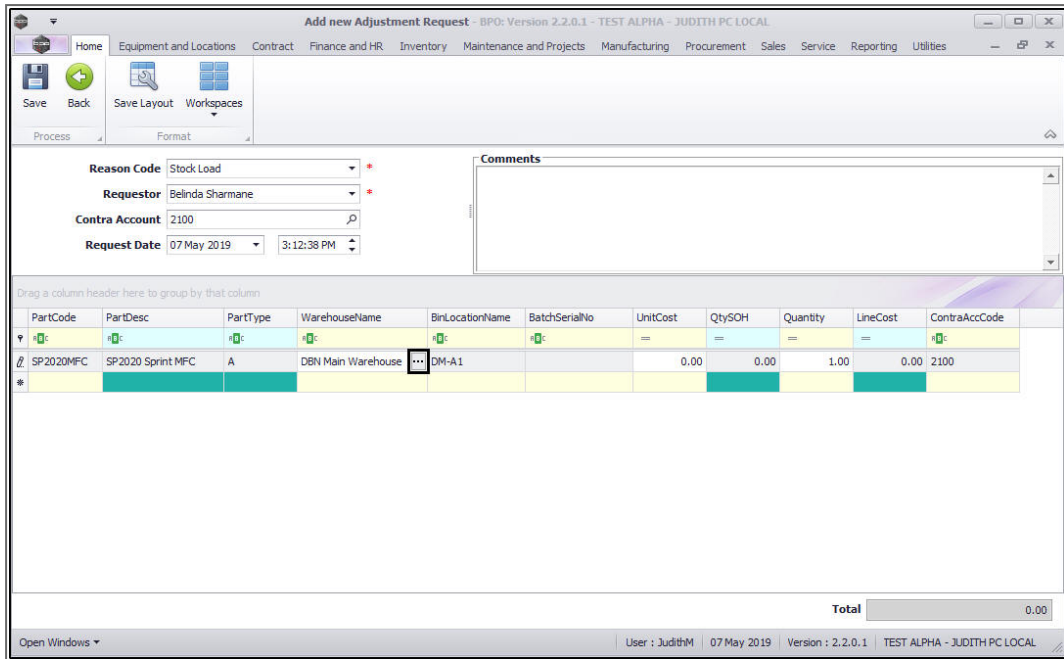 Add new Adjustment Request - BPO: Version 2.2.0.1 - TEST ALPHA - JUDITH PC LOCAL
Home Equipment and Locations Contract Finance and HR Inventory Maintenance and Projects Manufacturing Procurement Sales Service Reporting Utilities
Save Back Save Layout Workspaces
Process Format
Reason Code Stock Load *
Requestor Belinda Sharmane *
Contra Account 2100
Request Date 07 May 2019 3:12:38 PM
Comments
Drag a column header here to group by that column
PartCode PartDesc PartType WarehouseName BinLocationName BatchSerialNo UnitCost QtySOH Quantity LineCost ContraAccCode
SP2020MFC SP2020 Sprint MFC A DBN Main Warehouse ... DM-A1 0.00 0.00 1.00 0.00 2100
Total 0.00
Open Windows User : JudithM 07 May 2019 Version : 2.2.0.1 TEST ALPHA - JUDITH PC LOCAL